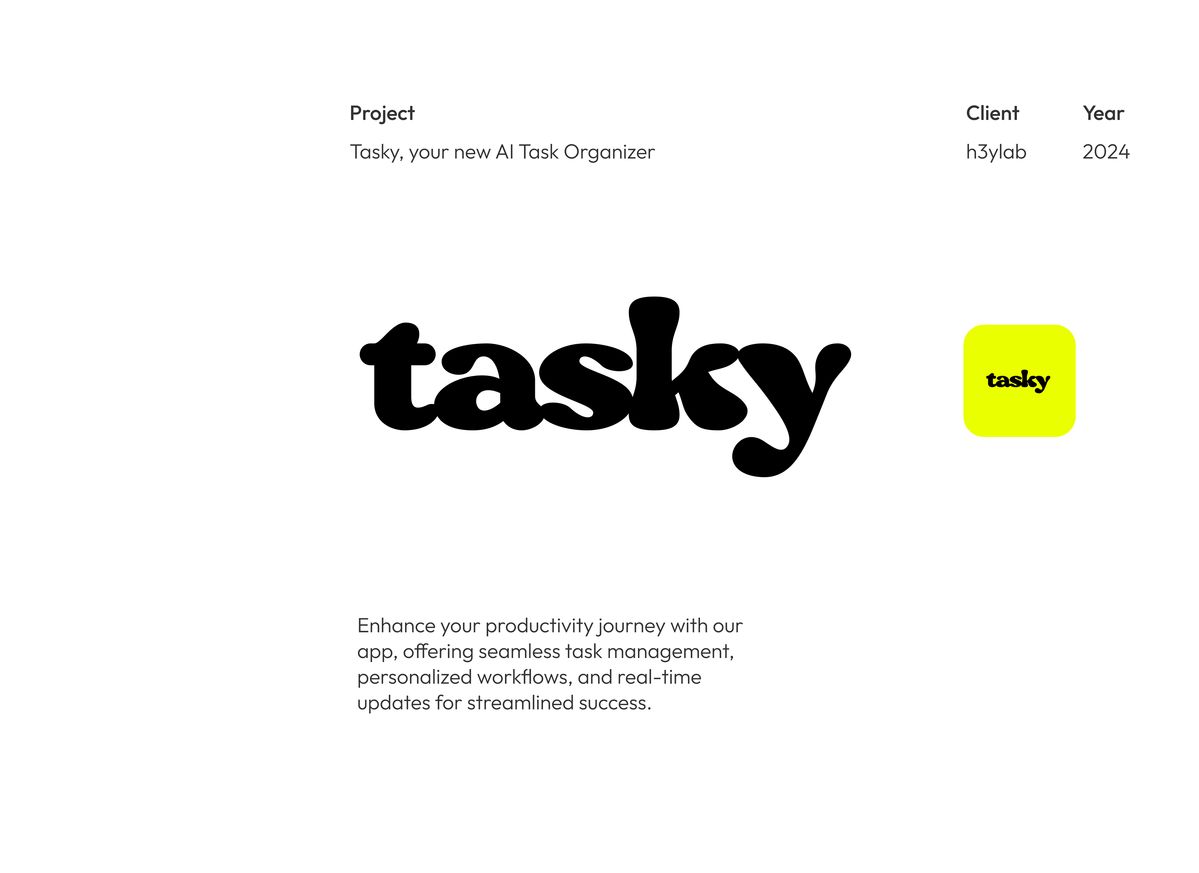 Project
Tasky, your new AI Task Organizer
Client
h3ylab
Year
2024
tasky
tasky
Enhance your productivity journey with our
app, offering seamless task management,
personalized workflows, and real-time
updates for streamlined success.